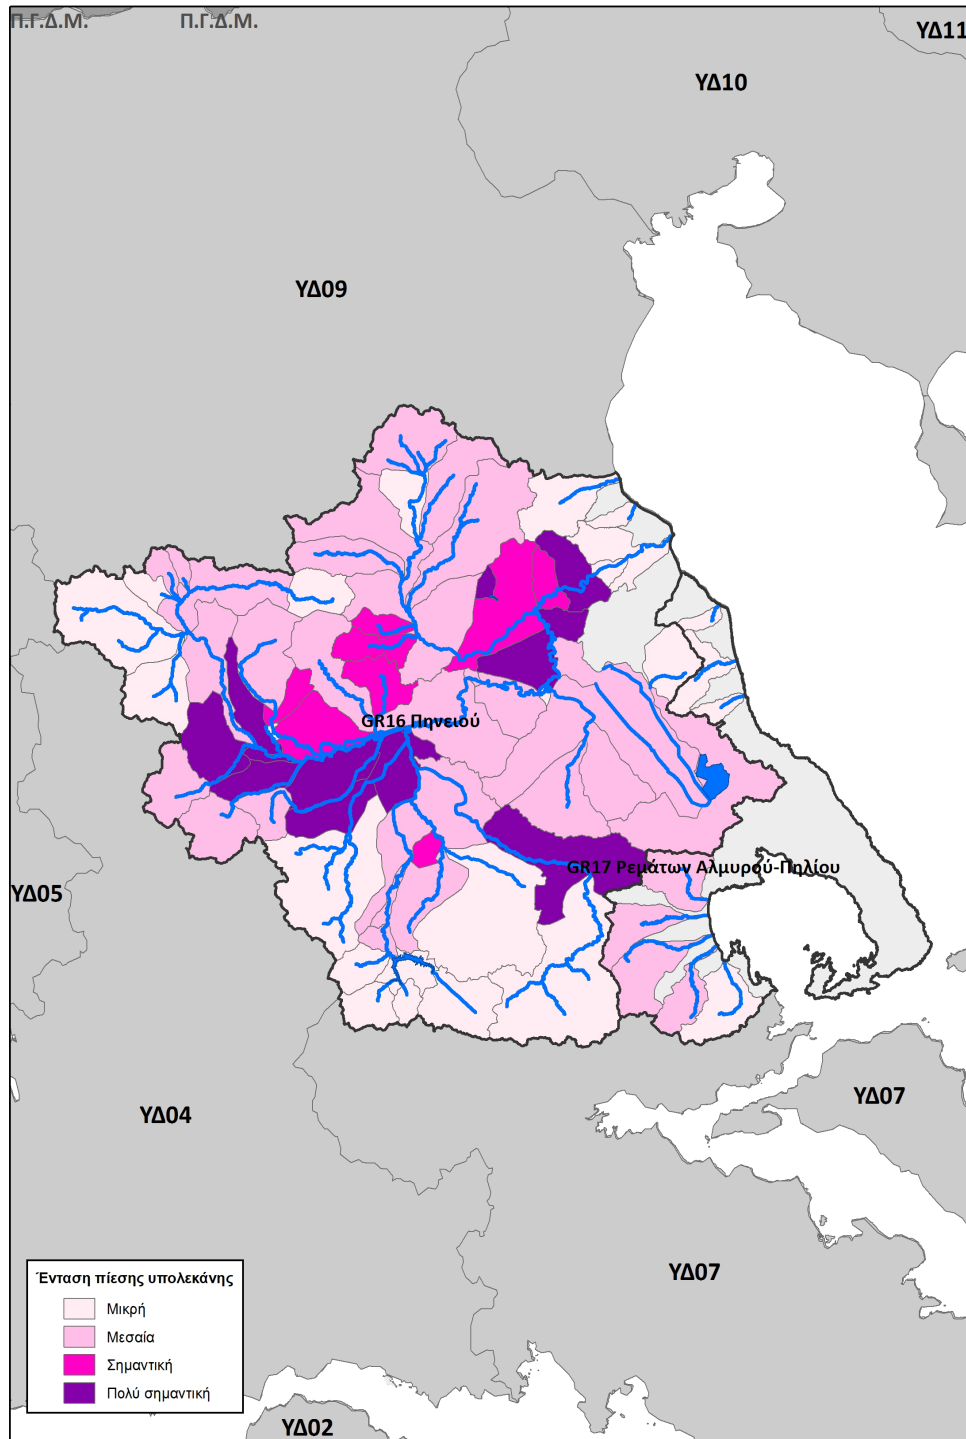 Π.Γ.Δ.Μ.
Π.Γ.Δ.Μ.
ΥΔ11
ΥΔ10
ΥΔ09
GR16 Πηνειού
GR17 Ρεμάτων Αλμυρού-Πηλίου
ΥΔ05
ΥΔ04
ΥΔ07
ΥΔ07
Ένταση πίεσης υπολεκάνης
Μικρή
Μεσαία
Σημαντική
Πολύ σημαντική
ΥΔ02